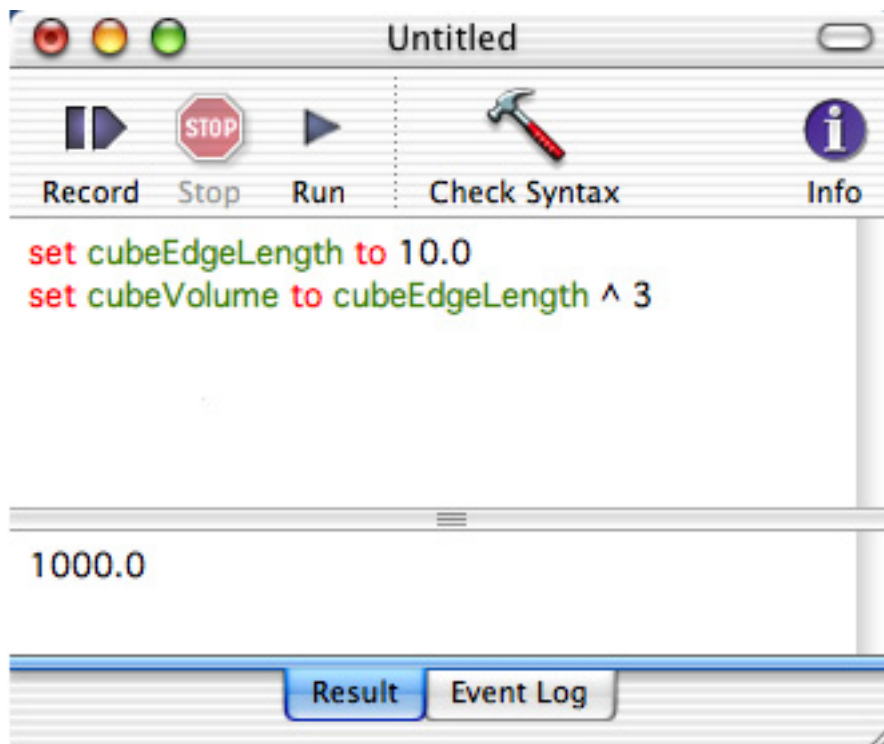 Untitled
STOP
Record Stop Run Check Syntax Info
set cubeEdgeLength to 10.0
set cubeVolume to cubeEdgeLength ^ 3
1000.0
Result Event Log